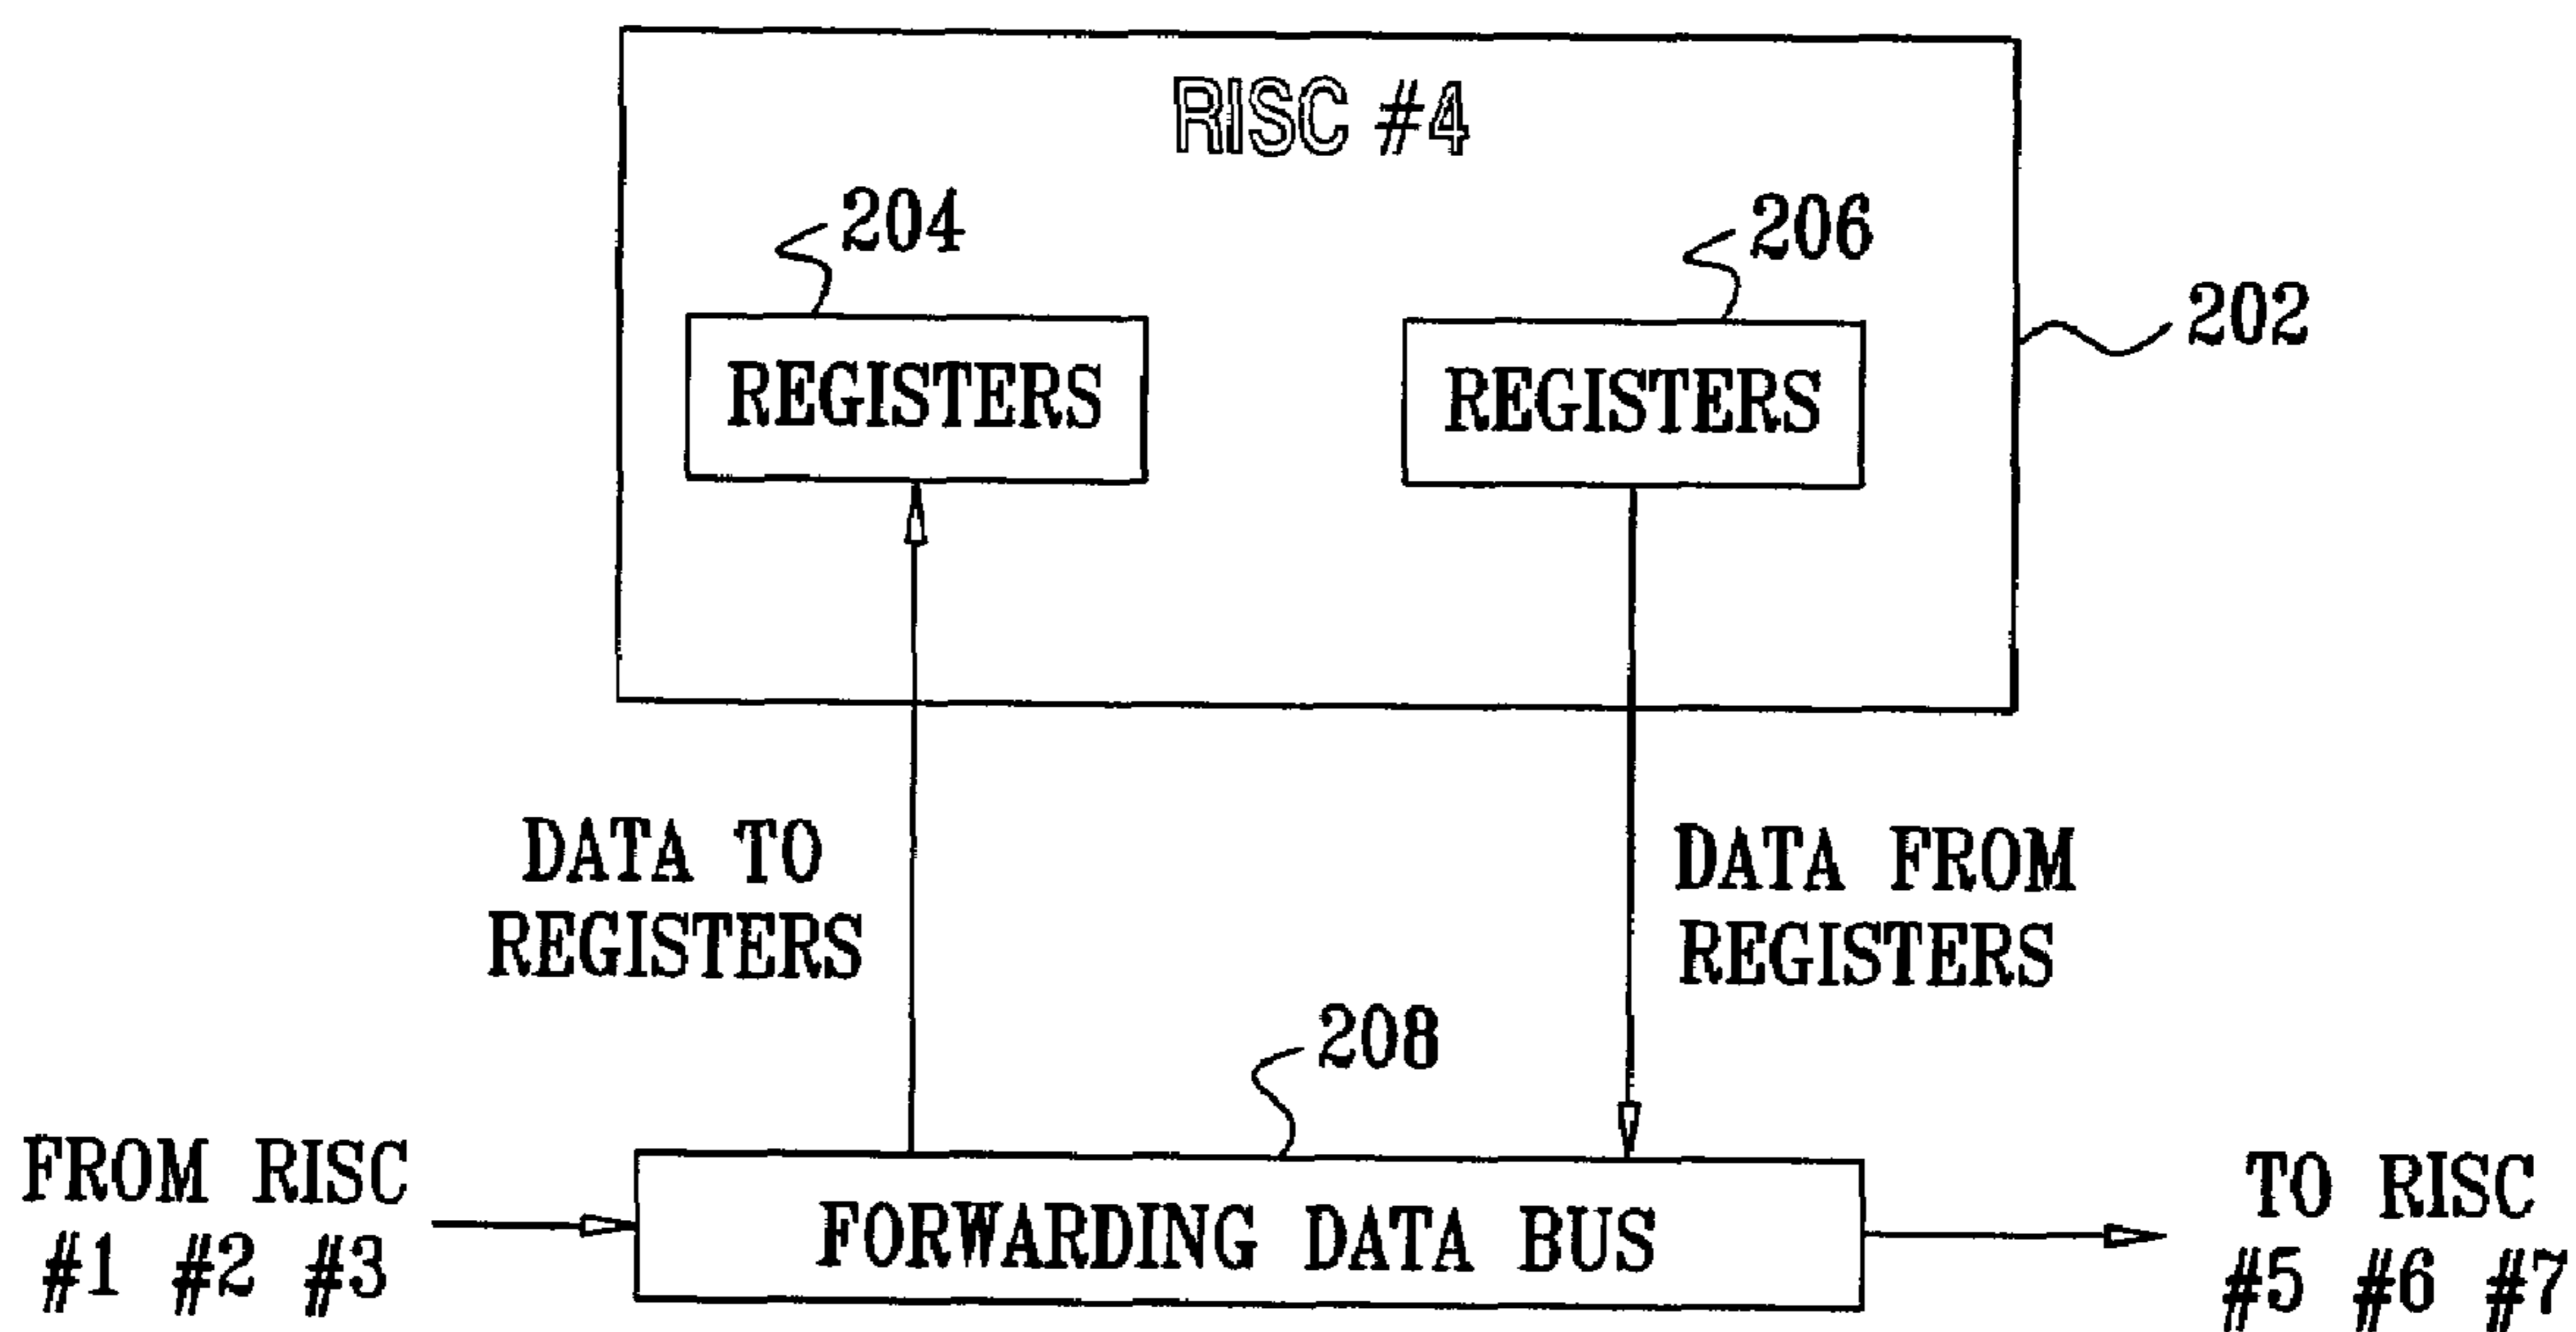 RISC #4
204
206
202
REGISTERS
REGISTERS
DATA TO
REGISTERS
DATA FROM
REGISTERS
208
FROM RISC
#1 #2 #3
FORWARDING DATA BUS
TO RISC
#5 #6 #7